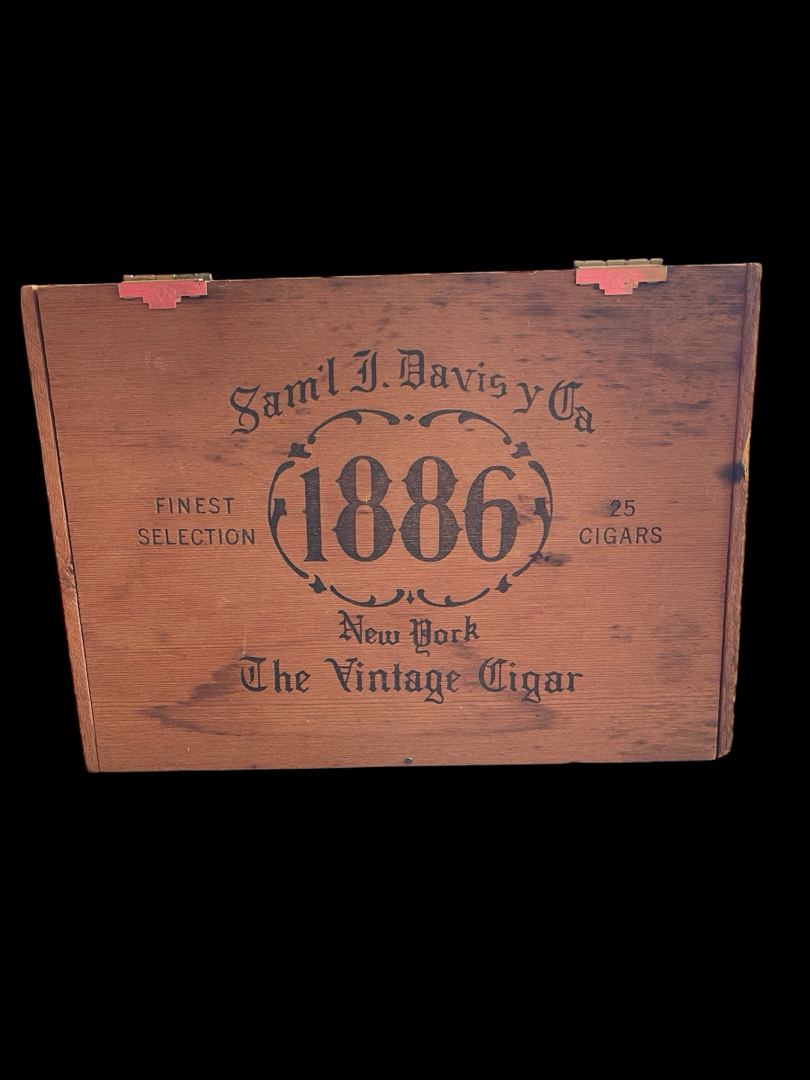 Sam'l I. Davis y Ca
1886
FINEST
SELECTION
25
CIGARS
New York
The Vintage Cigar